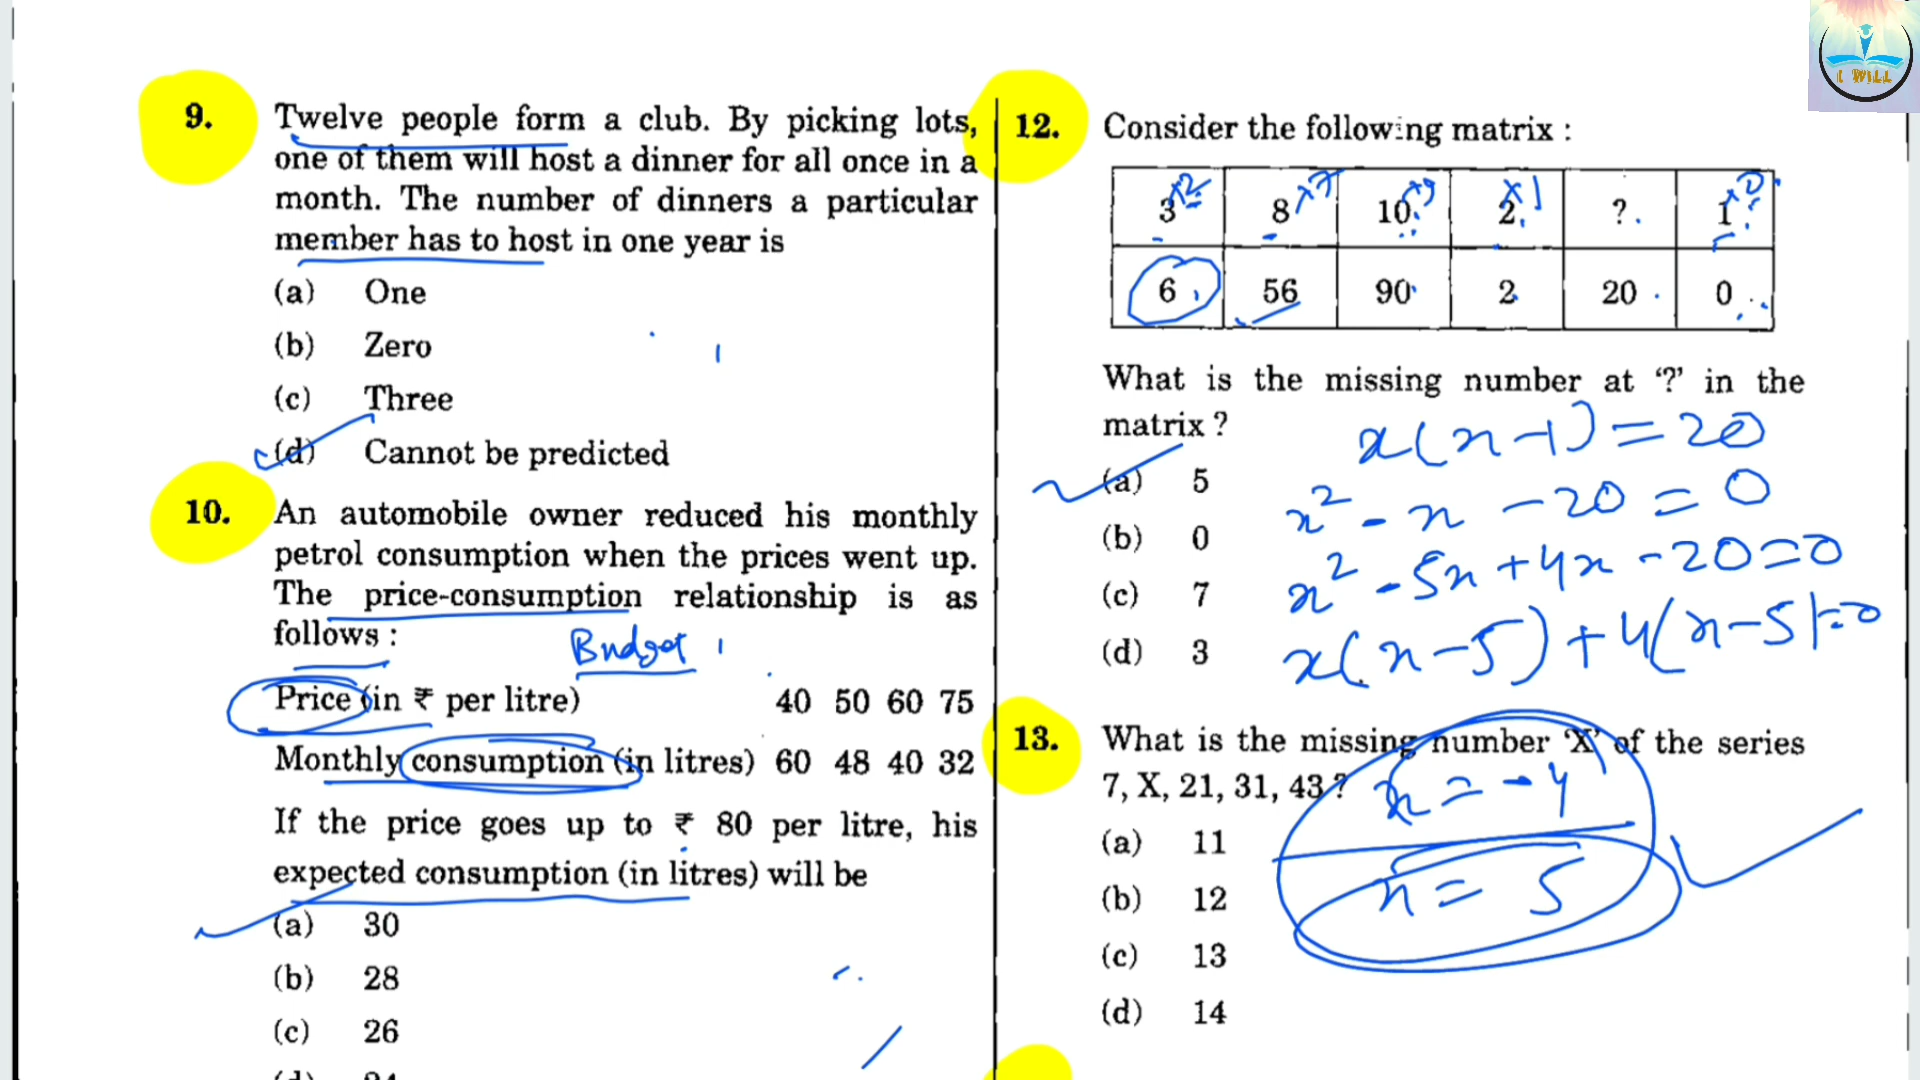 I WILL
9. Twelve people form a club. By picking lots,
one of them will host a dinner for all once in a
month. The number of dinners a particular
member has to host in one year is
(a) One
(b) Zero
(c) Three
(d) Cannot be predicted
10. An automobile owner reduced his monthly
petrol consumption when the prices went up.
The price-consumption relationship is as
follows :
Budget
Price (in ₹ per litre) 40 50 60 75
Monthly consumption (in litres) 60 48 40 32
If the price goes up to ₹ 80 per litre, his
expected consumption (in litres) will be
(a) 30
(b) 28
(c) 26
12. Consider the following matrix :
3 ×2 8 ×7 10 ×9 2 ×1 ? 1 ×0
6 56 90 2 20 0
What is the missing number at ‘?’ in the
matrix ?
x(x-1)=20
(a) 5
x² - x - 20 = 0
(b) 0
x² - 5x + 4x - 20 = 0
(c) 7
x(x-5) + 4(x-5)=0
(d) 3
13. What is the missing number ‘X’ of the series
7, X, 21, 31, 43 ?
x = -4
(a) 11
x = 5
(b) 12
(c) 13
(d) 14